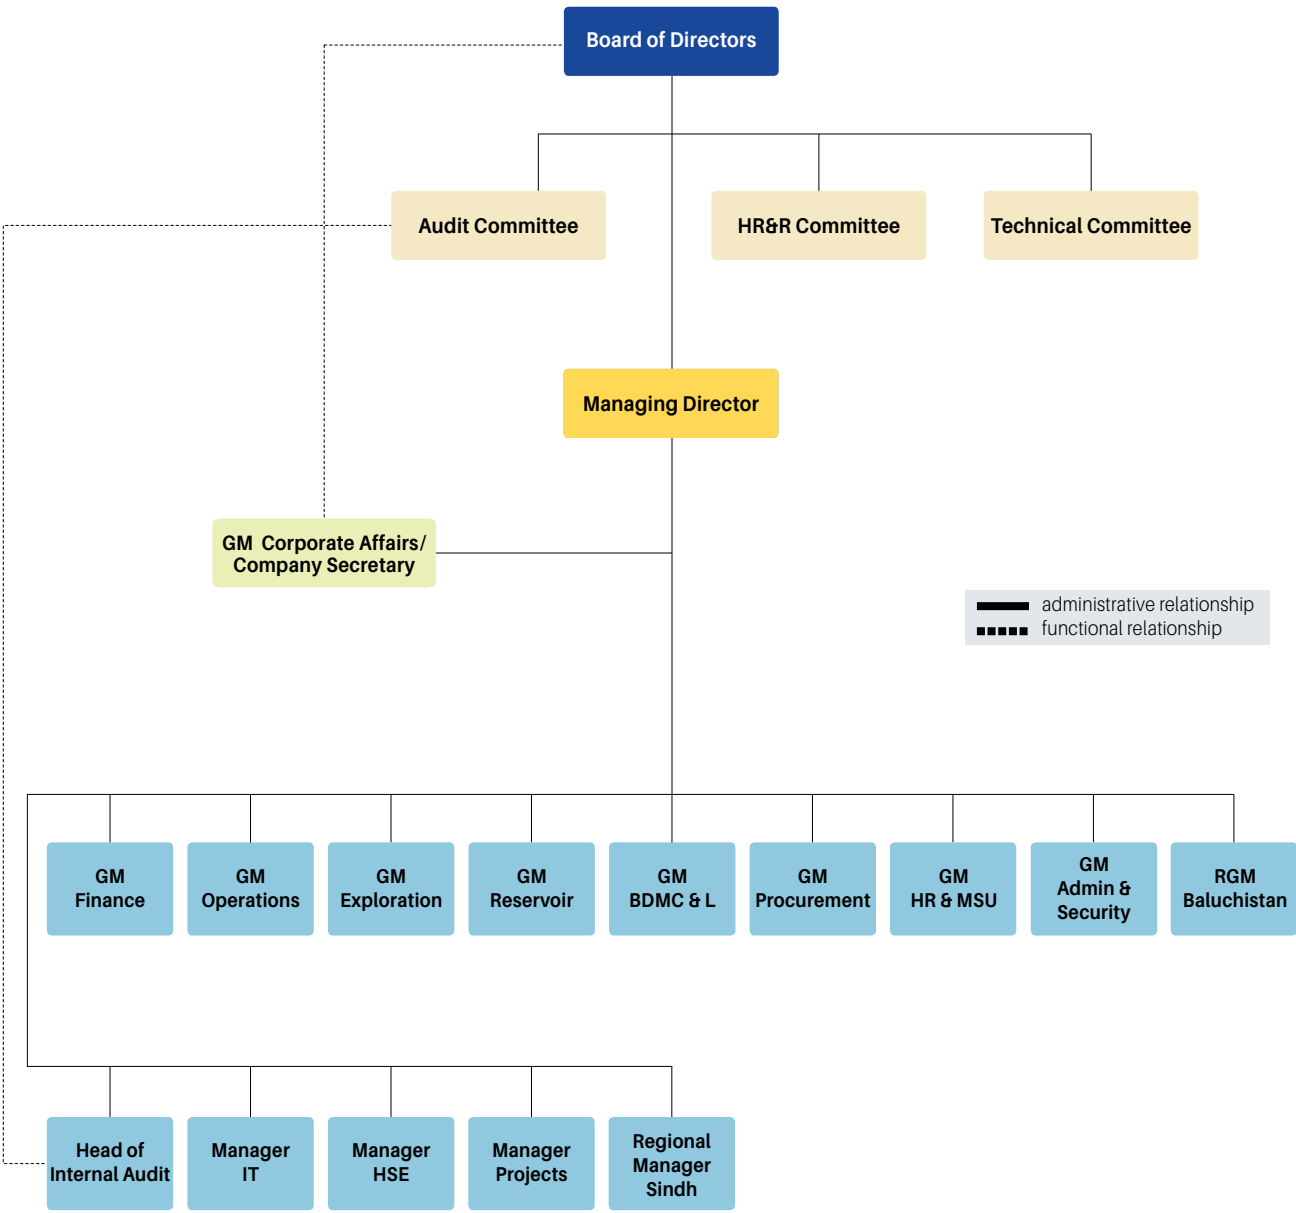 Board of Directors
Audit Committee
HR&R Committee
Technical Committee
Managing Director
GM Corporate Affairs/
Company Secretary
administrative relationship
functional relationship
GM
Finance
GM
Operations
GM
Exploration
GM
Reservoir
GM
BDMC & L
GM
Procurement
GM
HR & MSU
GM
Admin &
Security
RGM
Baluchistan
Head of
Internal Audit
Manager
IT
Manager
HSE
Manager
Projects
Regional
Manager
Sindh